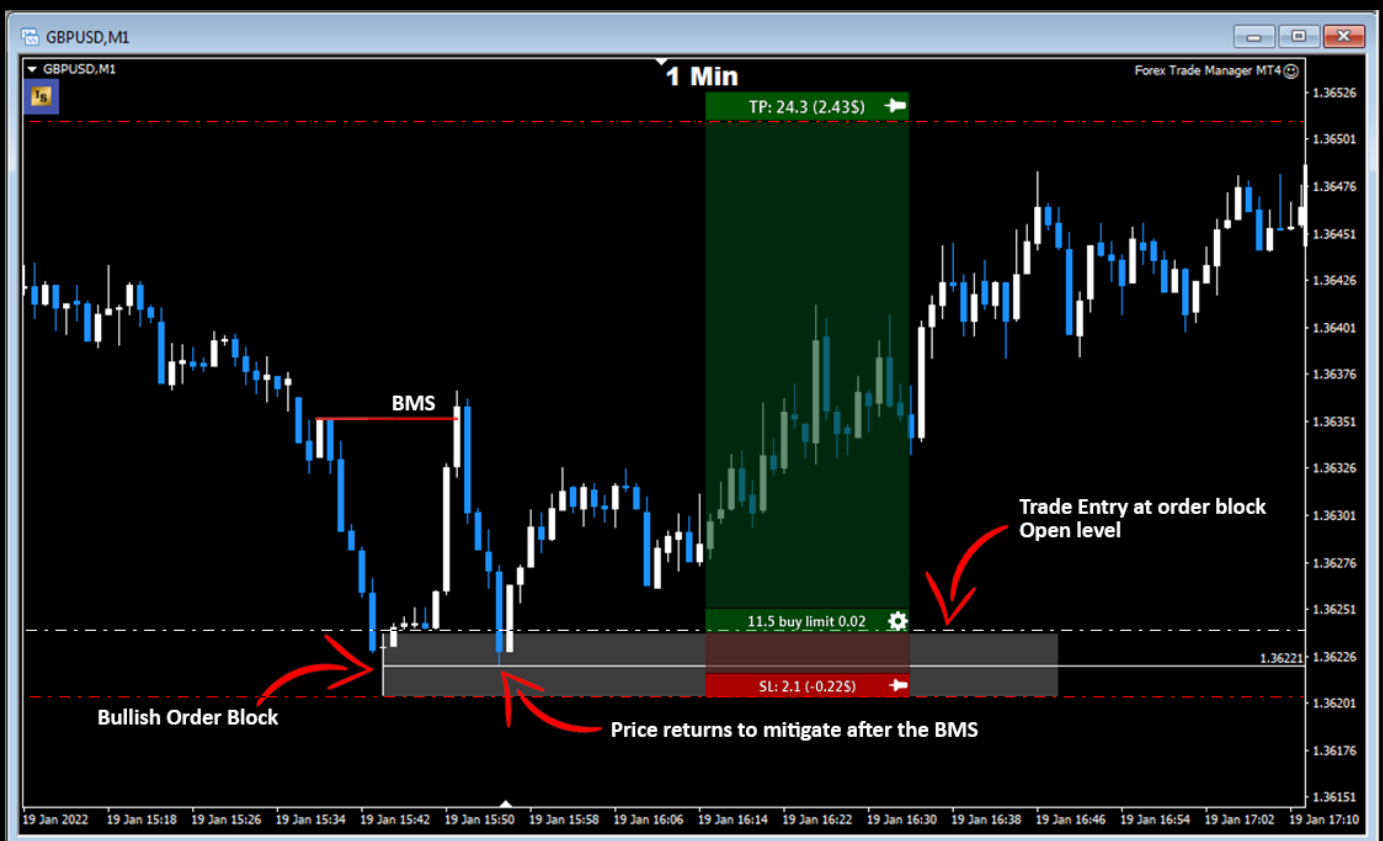 GBPUSD,M1
GBPUSD,M1
1 Min
Forex Trade Manager MT4
IS
TP: 24.3 (2.43$)
1.36526
1.36501
1.36476
1.36451
1.36426
1.36401
1.36376
1.36351
1.36326
1.36301
1.36276
1.36251
1.36226
1.36201
1.36176
1.36151
BMS
Trade Entry at order block
Open level
11.5 buy limit 0.02
1.36221
SL: 2.1 (-0.22$)
Bullish Order Block
Price returns to mitigate after the BMS
19 Jan 2022 19 Jan 15:18 19 Jan 15:26 19 Jan 15:34 19 Jan 15:42 19 Jan 15:50 19 Jan 15:58 19 Jan 16:06 19 Jan 16:14 19 Jan 16:22 19 Jan 16:30 19 Jan 16:38 19 Jan 16:46 19 Jan 16:54 19 Jan 17:02 19 Jan 17:10